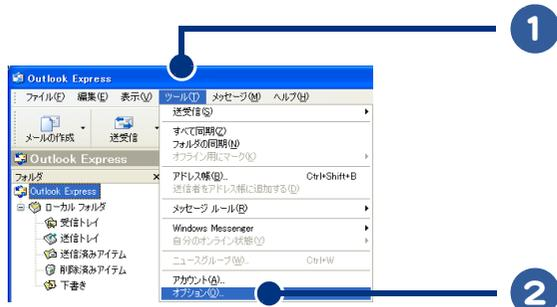 1
Outlook Express
ファイル(F) 編集(E) 表示(V) ツール(T) メッセージ(M) ヘルプ(H)
メールの作成 送受信
送受信(S)
すべて同期(Z)
フォルダの同期(N)
オフライン用にマーク(K)
Outlook Express
フォルダ ×
アドレス帳(B)... Ctrl+Shift+B
送信者をアドレス帳に追加する(D)
Outlook Express
ローカル フォルダ
メッセージ ルール(R)
受信トレイ
Windows Messenger
送信トレイ
自分のオンライン状態(Y)
送信済みアイテム
ニュースグループ(W)... Ctrl+W
削除済みアイテム
アカウント(A)...
下書き
オプション(O)...
2